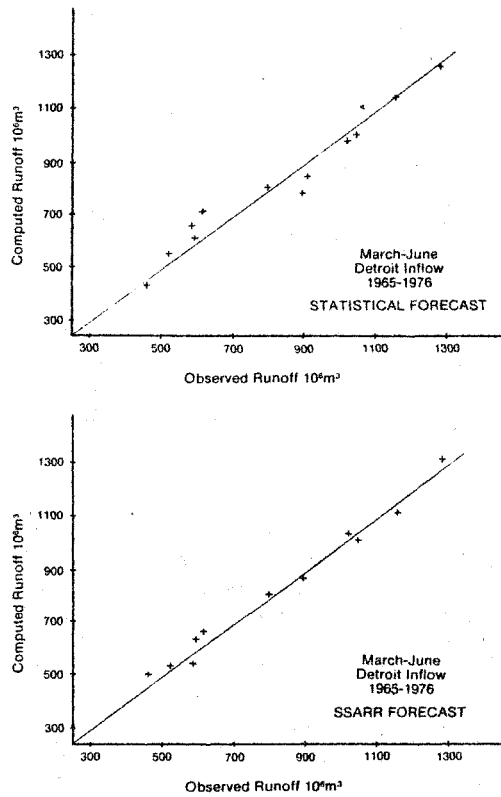 1300
1100
900
700
500
300
Computed Runoff 10⁶m³
March-June
Detroit Inflow
1965-1976
STATISTICAL FORECAST
300 500 700 900 1100 1300
Observed Runoff 10⁶m³
1300
1100
900
700
500
300
Computed Runoff 10⁶m³
March-June
Detroit Inflow
1965-1976
SSARR FORECAST
300 500 700 900 1100 1300
Observed Runoff 10⁶m³